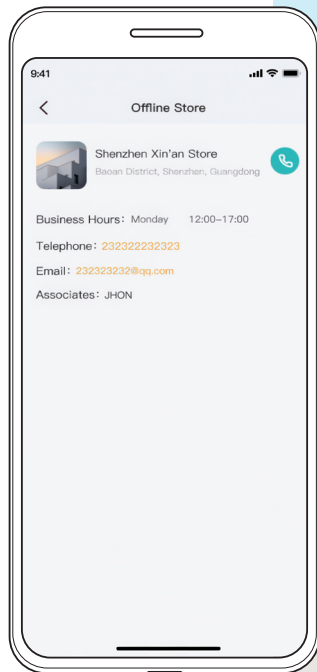 9:41
Offline Store
Shenzhen Xin'an Store
Baoan District, Shenzhen, Guangdong
Business Hours: Monday 12:00-17:00
Telephone: 232322232323
Email: 232323232@qq.com
Associates: JHON